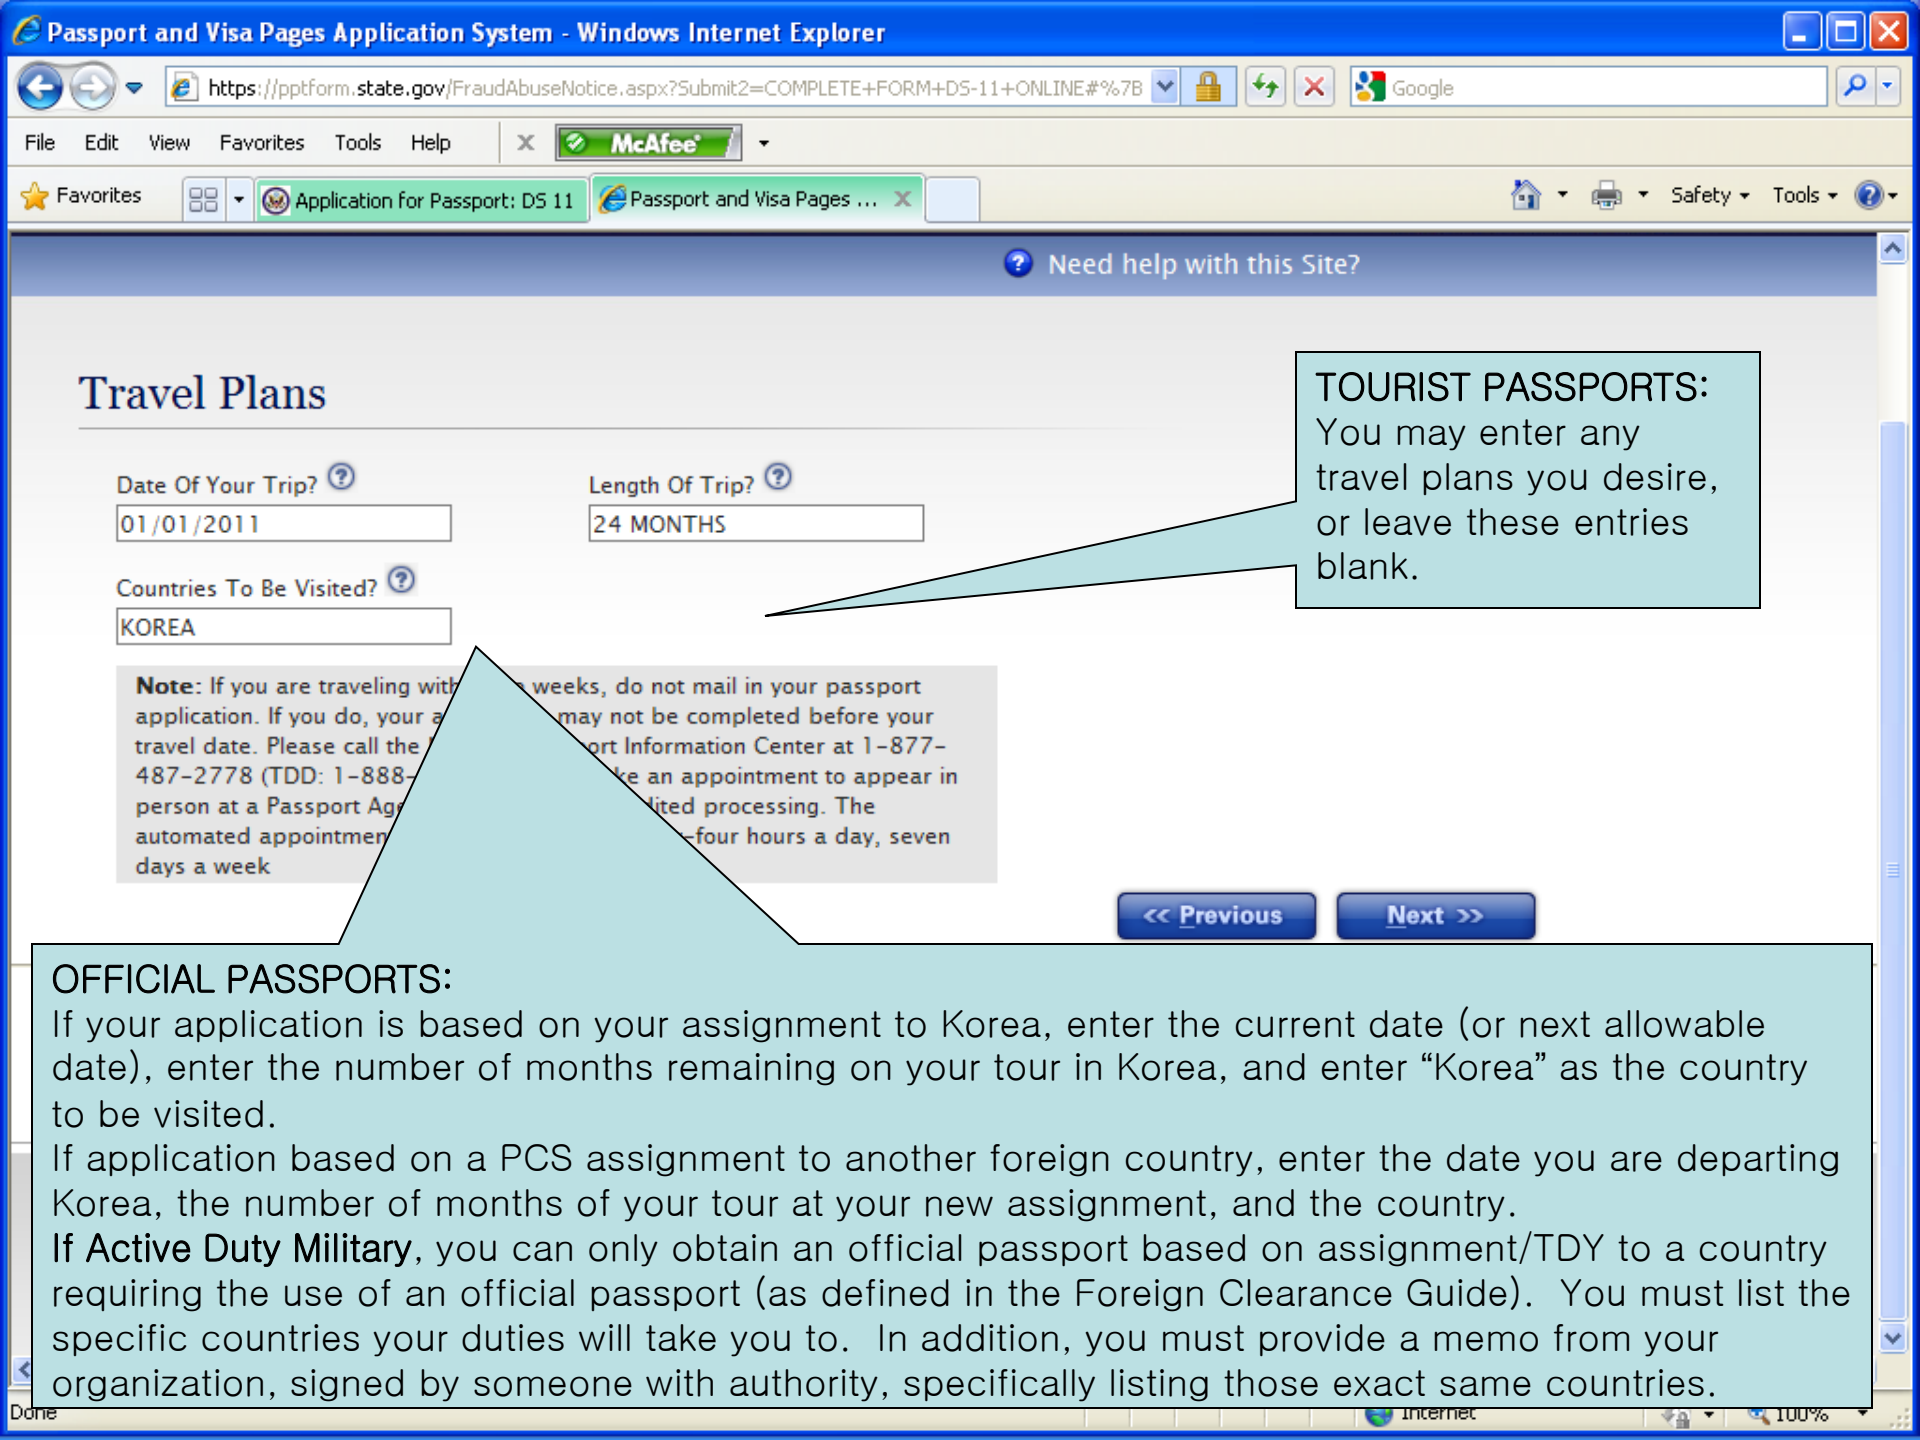 Passport and Visa Pages Application System - Windows Internet Explorer
https://pptform.state.gov/FraudAbuseNotice.aspx?Submit2=COMPLETE+FORM+DS-11+ONLINE#%7B
Google
File Edit View Favorites Tools Help X McAfee
Favorites Application for Passport: DS 11 Passport and Visa Pages ... Safety Tools
Need help with this Site?
Travel Plans
Date Of Your Trip? Length Of Trip?
01/01/2011 24 MONTHS
Countries To Be Visited?
KOREA
TOURIST PASSPORTS:
You may enter any
travel plans you desire,
or leave these entries
blank.
Note: If you are traveling weeks, do not mail in your passport
application. If you do, your may not be completed before your
travel date. Please call the Information Center at 1-877-
487-2778 (TDD: 1-888- an appointment to appear in
person at a Passport processing. The
automated -four hours a day, seven
days a week
<< Previous Next >>
OFFICIAL PASSPORTS:
If your application is based on your assignment to Korea, enter the current date (or next allowable
date), enter the number of months remaining on your tour in Korea, and enter “Korea” as the country
to be visited.
If application based on a PCS assignment to another foreign country, enter the date you are departing
Korea, the number of months of your tour at your new assignment, and the country.
If Active Duty Military, you can only obtain an official passport based on assignment/TDY to a country
requiring the use of an official passport (as defined in the Foreign Clearance Guide).  You must list the
specific countries your duties will take you to.  In addition, you must provide a memo from your
organization, signed by someone with authority, specifically listing those exact same countries.
Done Internet 100%